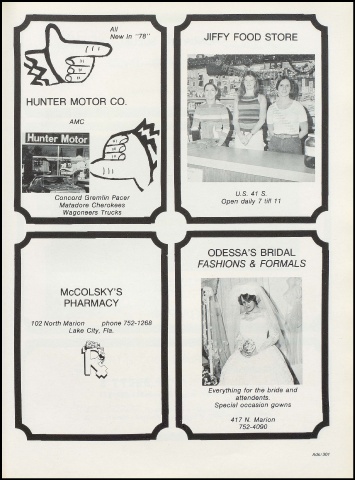 All
New In "78"
HUNTER MOTOR CO.
AMC
Hunter Motor
Concord Gremlin Pacer
Matadore Cherokees
Wagoneers Trucks
JIFFY FOOD STORE
U.S. 41 S.
Open daily 7 till 11
McCOLSKY'S
PHARMACY
102 North Marion phone 752-1268
Lake City, Fla.
ODESSA'S BRIDAL
FASHIONS & FORMALS
Everything for the bride and
attendents.
Special occasion gowns
417 N. Marion
752-4090